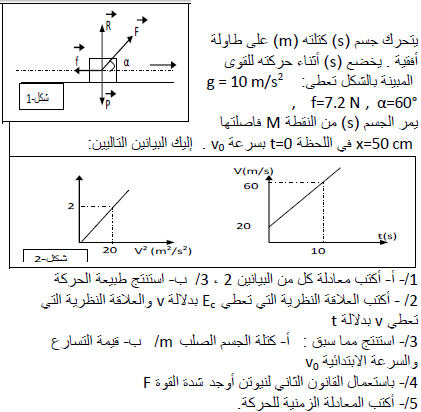 R
F
f
α
P
شكل-1
يتحرك جسم (s) كتلته (m) على طاولة
أفقية . يخضع (s) أثناء حركته للقوى
المبينة بالشكل تعطى: g = 10 m/s²
f=7.2 N , α=60° ,
يمر الجسم (s) من النقطة M فاصلتها
x=50 cm في اللحظة t=0 بسرعة v₀ . إليك البيانين التاليين:
2
20
V² (m²/s²)
شكل-2
V(m/s)
60
20
10
t(s)
1/- أ- أكتب معادلة كل من البيانين 2 ، 3/ ب- استنتج طبيعة الحركة
2/ - أكتب العلاقة النظرية التي تعطي Ec بدلالة v والعلاقة النظرية التي
تعطي v بدلالة t
3/- استنتج مما سبق : أ- كتلة الجسم الصلب m/ ب- قيمة التسارع
والسرعة الابتدائية v₀
4/- باستعمال القانون الثاني لنيوتن أوجد شدة القوة F
5/- أكتب المعادلة الزمنية للحركة.